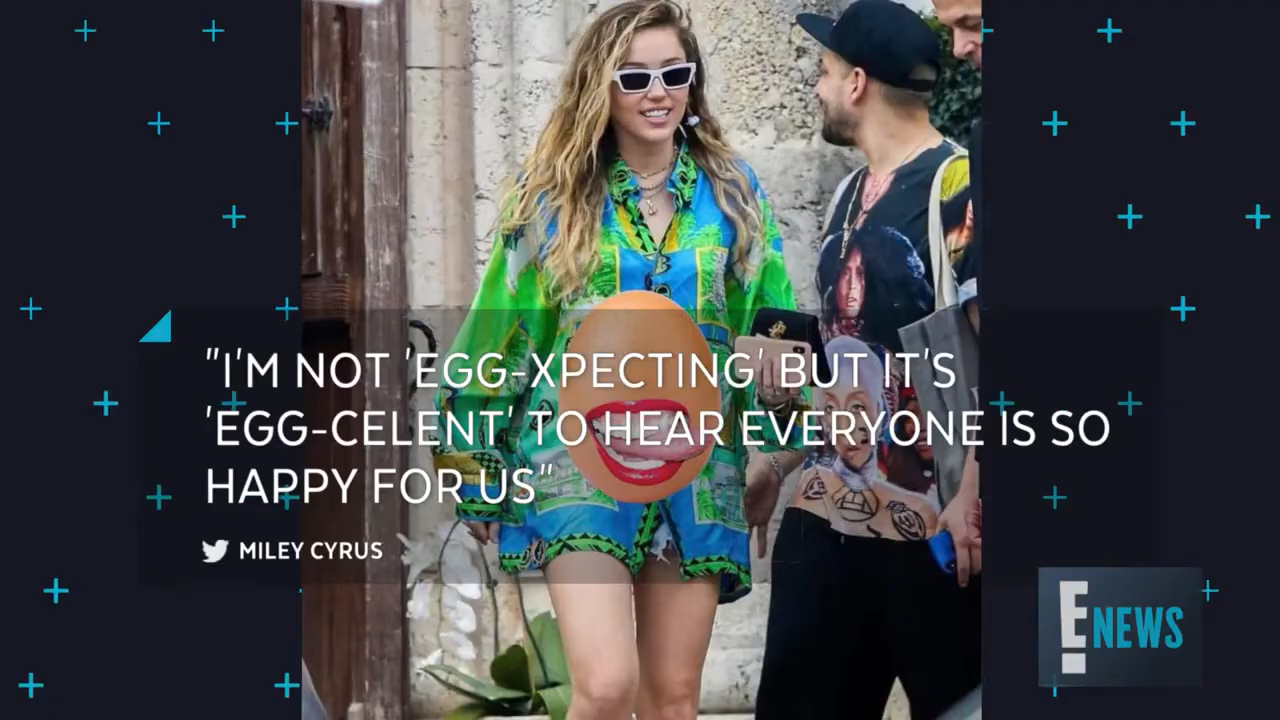 "I'M NOT 'EGG-XPECTING' BUT IT'S
'EGG-CELENT' TO HEAR EVERYONE IS SO
HAPPY FOR US"
MILEY CYRUS
E! NEWS